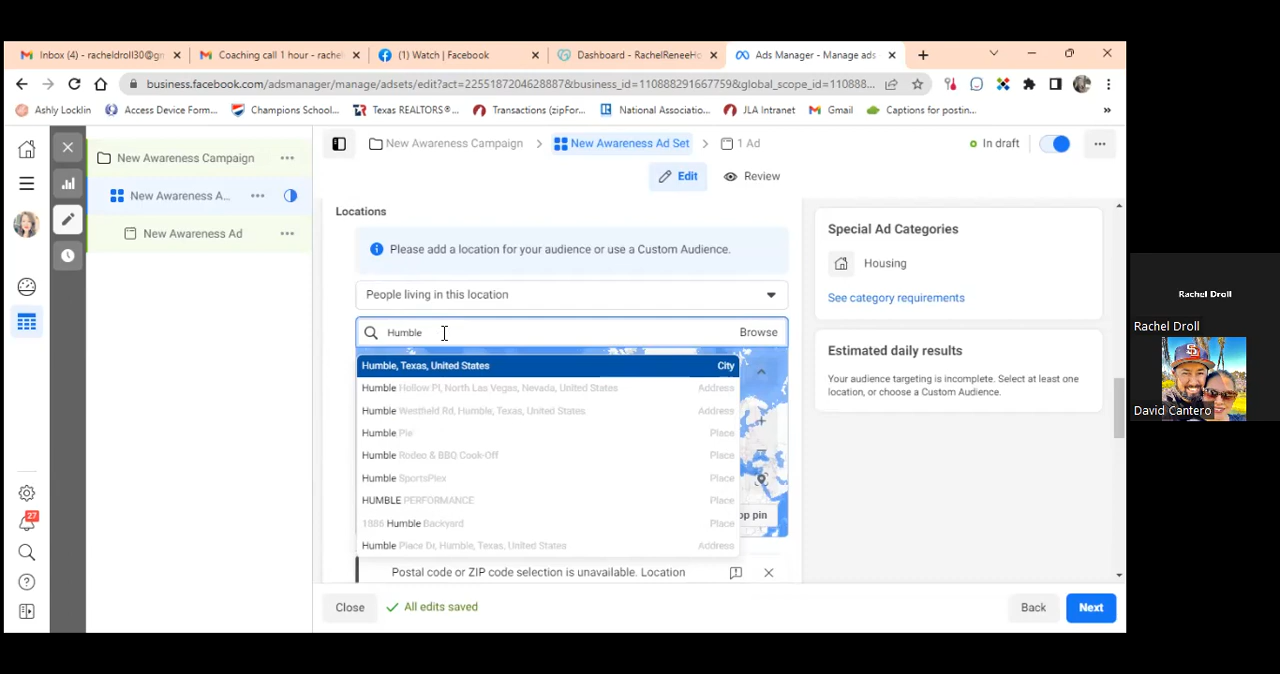 Inbox (4) - racheldroll30@gm
Coaching call 1 hour - rache
(1) Watch | Facebook
Dashboard - RachelReneeHo
Ads Manager - Manage ads
business.facebook.com/adsmanager/manage/adsets/edit?act=225518720462887&business_id=110888291667759&global_scope_id=110888...
Ashly Locklin
Access Device Form...
Champions School...
Texas REALTORS®...
Transactions (zipFor...
National Associatio...
JLA Intranet
Gmail
Captions for postin...
»
New Awareness Campaign
New Awareness Ad Set
1 Ad
In draft
New Awareness Campaign
New Awareness A...
New Awareness Ad
Edit
Review
Locations
Please add a location for your audience or use a Custom Audience.
People living in this location
Humble
Browse
Humble, Texas, United States City
Humble Hollow Pl, North Las Vegas, Nevada, United States Address
Humble Westfield Rd, Humble, Texas, United States Address
Humble Pie Place
Humble Rodeo & BBQ Cook-Off Place
Humble SportsPlex Place
HUMBLE PERFORMANCE Place
1886 Humble Backyard Place
Humble Place Dr, Humble, Texas, United States Address
op pin
Postal code or ZIP code selection is unavailable. Location
Close
All edits saved
Back
Next
Special Ad Categories
Housing
See category requirements
Estimated daily results
Your audience targeting is incomplete. Select at least one
location, or choose a Custom Audience.
27
Rachel Droll
Rachel Droll
David Cantero